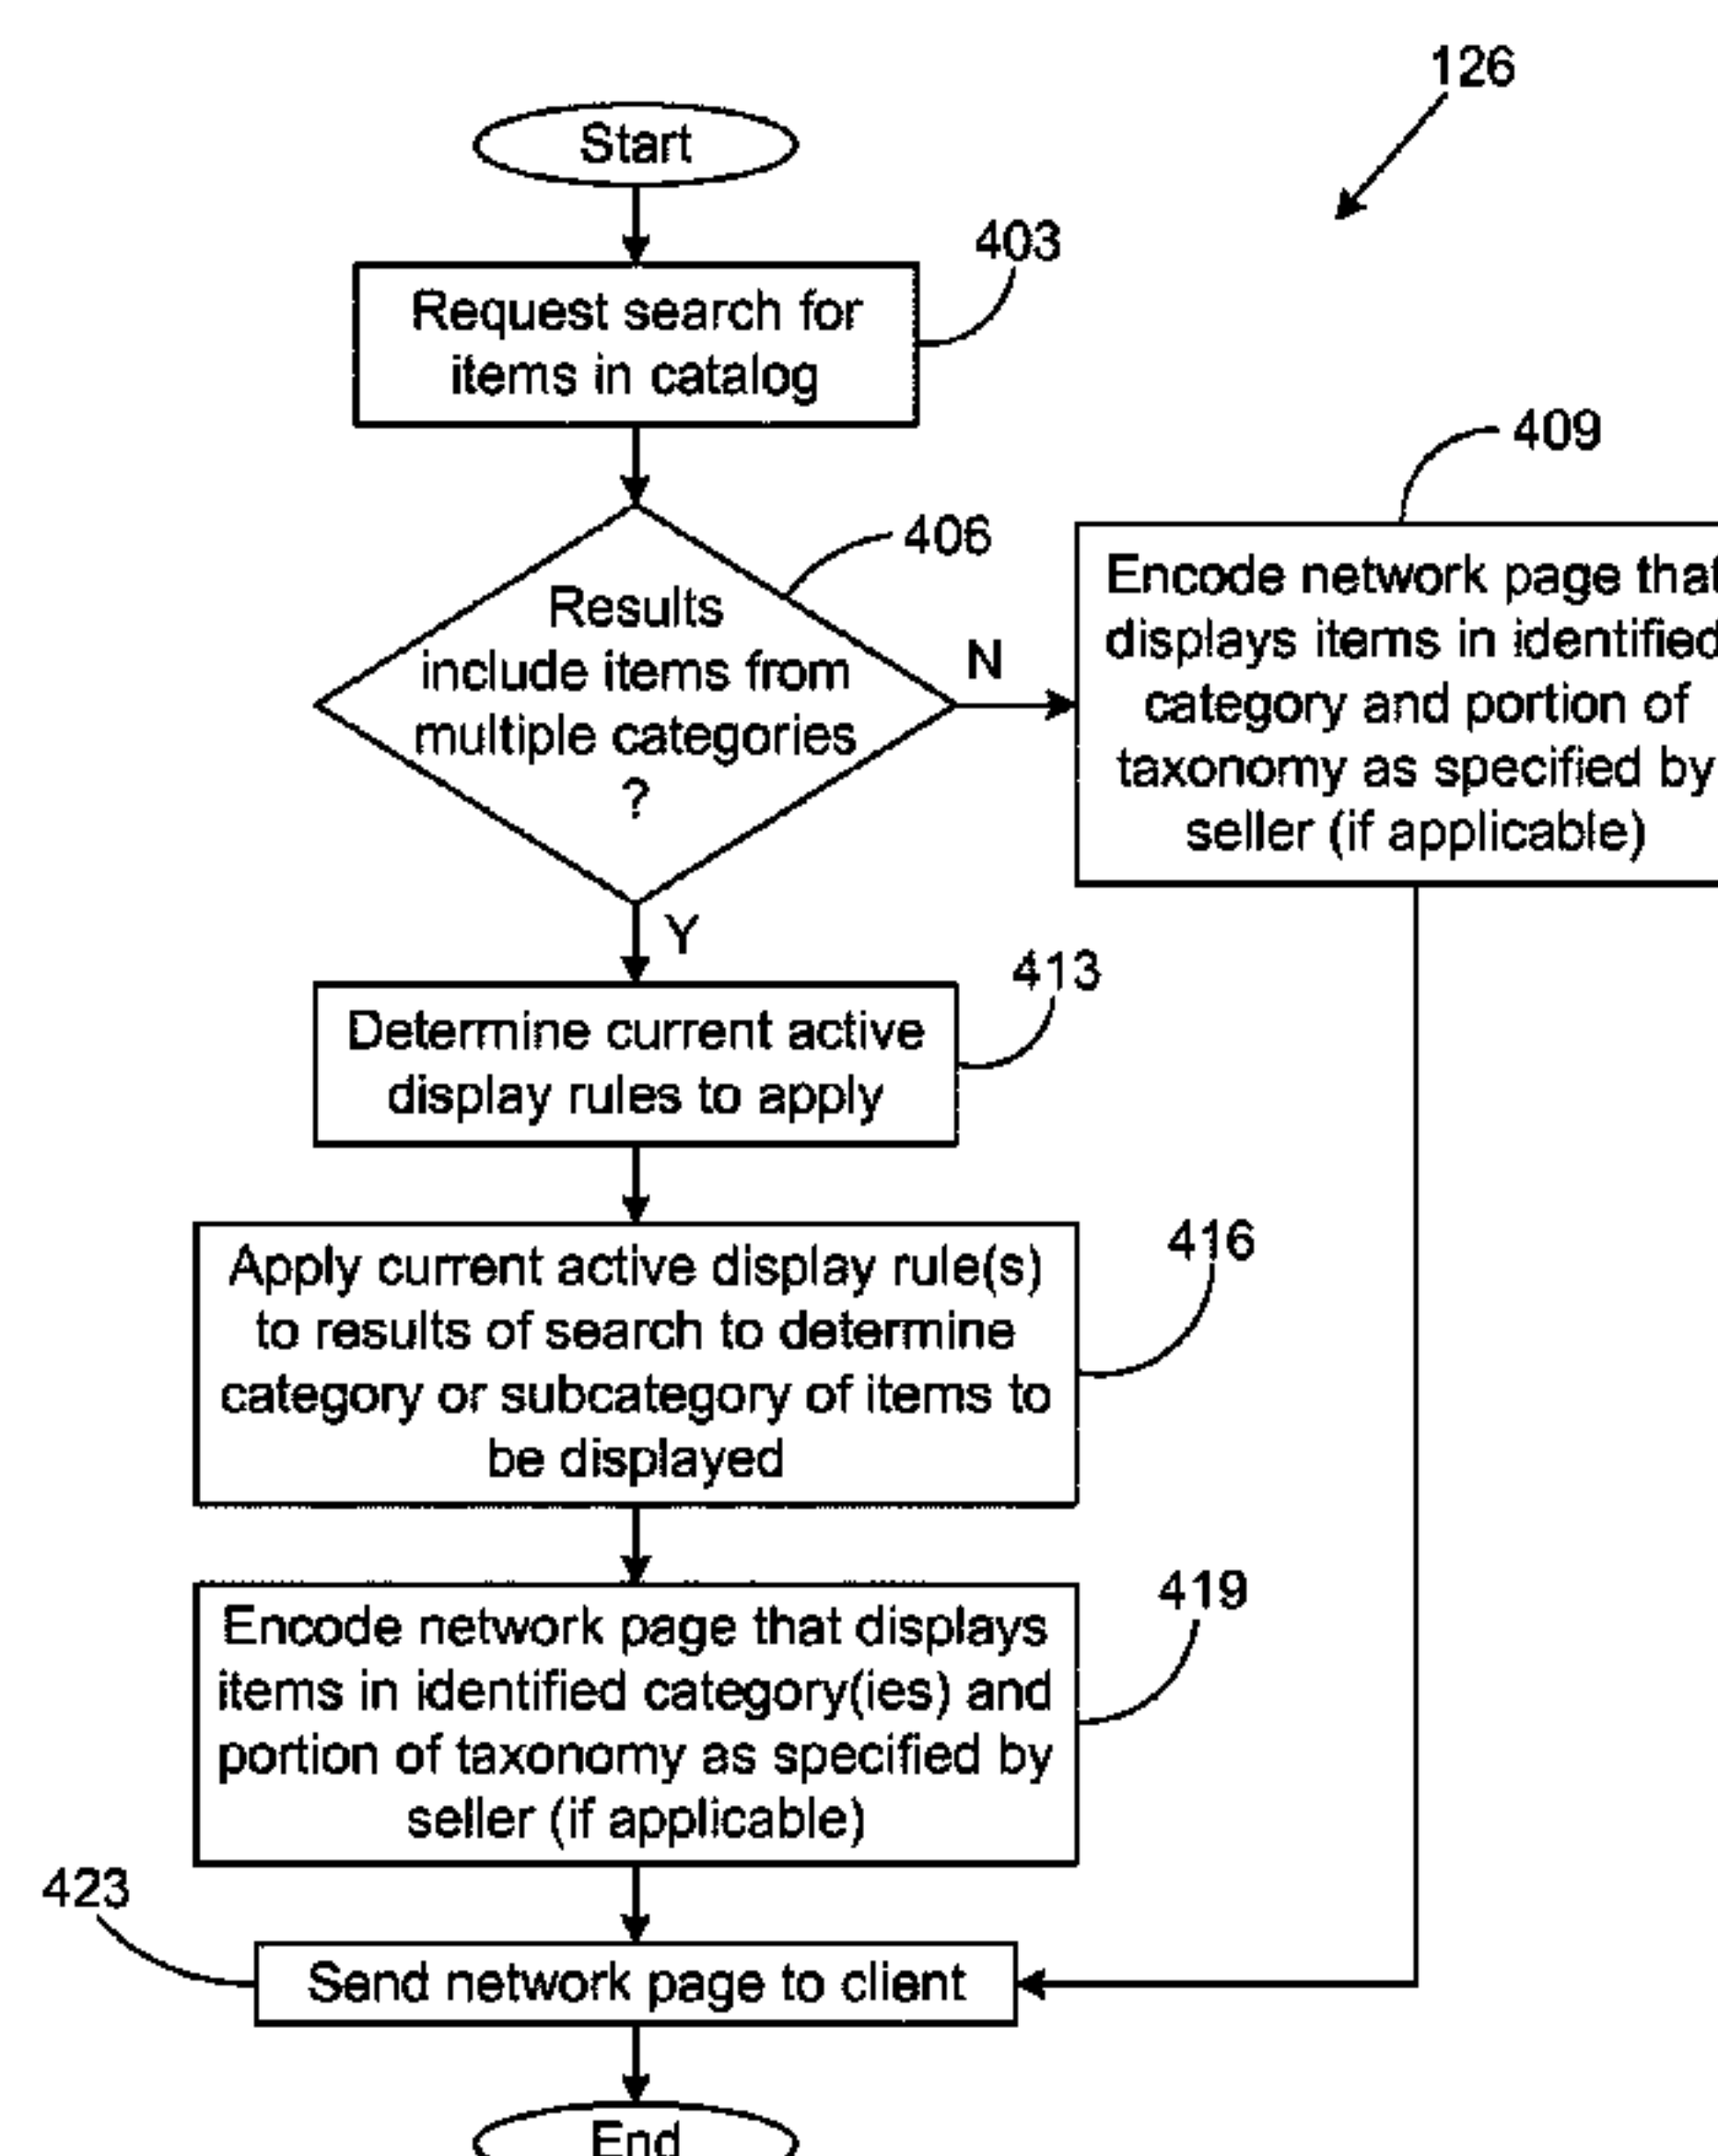 126
Start
403
Request search for
items in catalog
409
406
Results
include items from
multiple categories
?
N
Encode network page that
displays items in identified
category and portion of
taxonomy as specified by
seller (if applicable)
Y
413
Determine current active
display rules to apply
416
Apply current active display rule(s)
to results of search to determine
category or subcategory of items to
be displayed
419
Encode network page that displays
items in identified category(ies) and
portion of taxonomy as specified by
seller (if applicable)
423
Send network page to client
End